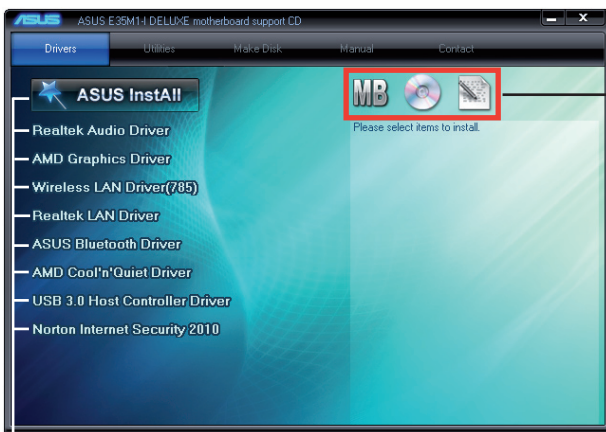 ASUS ASUS E35M1-I DELUXE motherboard support CD
Drivers Utilities Make Disk Manual Contact
ASUS InstAll
MB
Please select items to install.
Realtek Audio Driver
AMD Graphics Driver
Wireless LAN Driver(785)
Realtek LAN Driver
ASUS Bluetooth Driver
AMD Cool'n'Quiet Driver
USB 3.0 Host Controller Driver
Norton Internet Security 2010